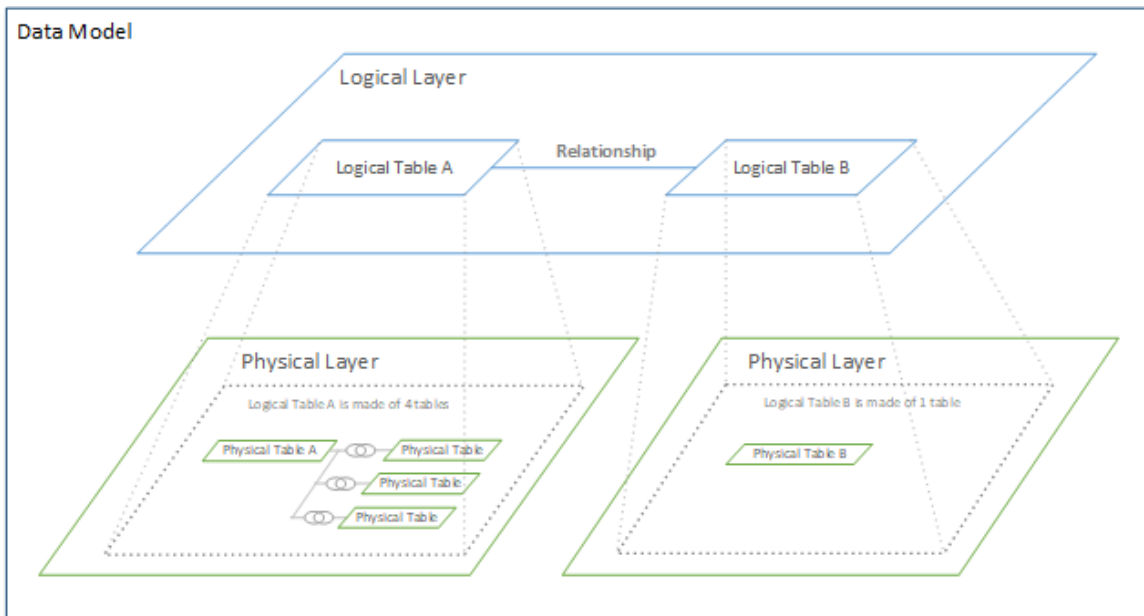 Data Model
Logical Layer
Logical Table A
Relationship
Logical Table B
Physical Layer
Logical Table A is made of 4 tables
Physical Table A
Physical Table
Physical Table
Physical Table
Physical Layer
Logical Table B is made of 1 table
Physical Table B